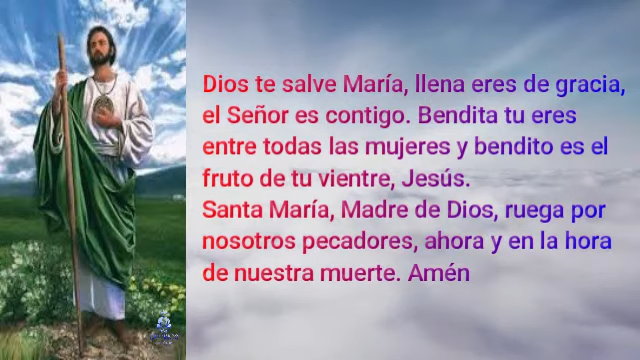 Dios te salve María, llena eres de gracia,
el Señor es contigo. Bendita tu eres
entre todas las mujeres y bendito es el
fruto de tu vientre, Jesús.
Santa María, Madre de Dios, ruega por
nosotros pecadores, ahora y en la hora
de nuestra muerte. Amén